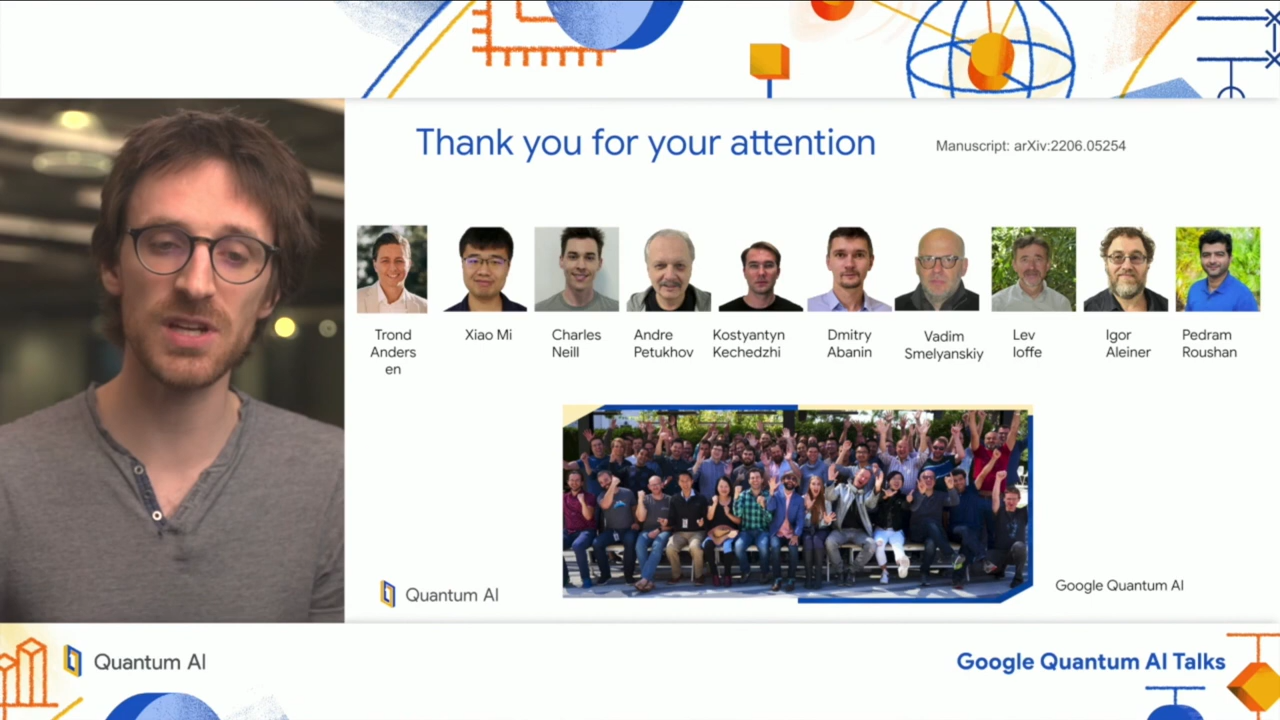 Thank you for your attention
Manuscript: arXiv:2206.05254
Trond
Anders
en
Xiao Mi
Charles
Neill
Andre
Petukhov
Kostyantyn
Kechedzhi
Dmitry
Abanin
Vadim
Smelyanskiy
Lev
Ioffe
Igor
Aleiner
Pedram
Roushan
Quantum AI
Google Quantum AI
Quantum AI
Google Quantum AI Talks